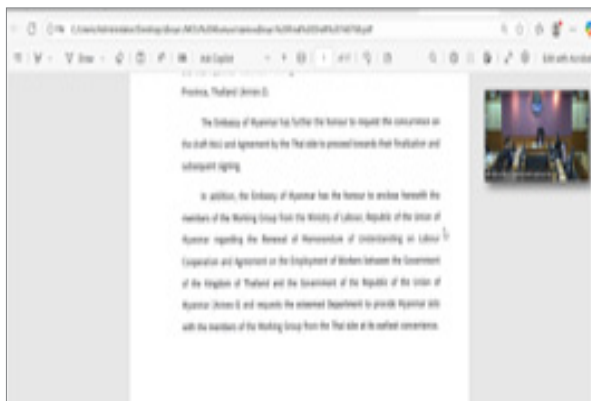 Ask Copilot
Edit with Acrobat
Province, Thailand (Annex
The Embassy of Myanmar has further the honour to request the concurrence on
the draft MoU and Agreement by the Thai side to proceed towards their finalization and
subsequent signing.
In addition, the Embassy of Myanmar has the honour to enclose herewith the
members of the Working Group from the Ministry of Labour, Republic of the Union of
Myanmar regarding the Renewal of Memorandum of Understanding on Labour
Cooperation and Agreement on the Employment of Workers between the Government
of the Kingdom of Thailand and the Government of the Republic of the Union of
Myanmar (Annex and requests the esteemed Department to provide Myanmar side
with the members of the Working Group from the Thai side at its earliest convenience.